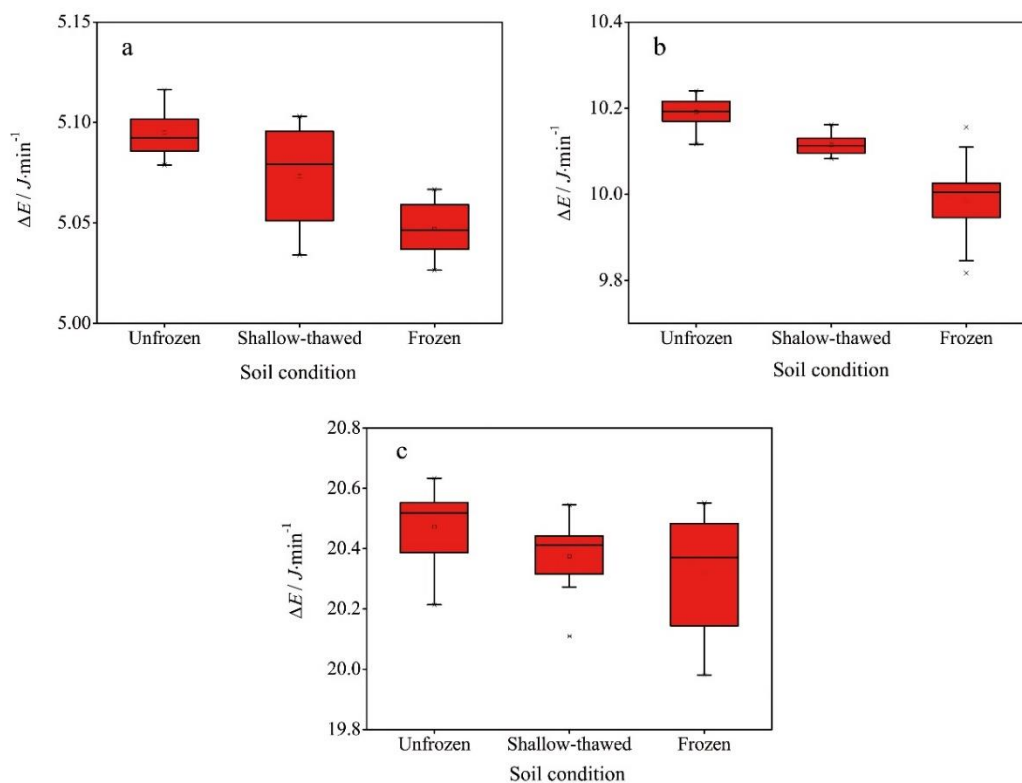 a
5.15
5.10
5.05
5.00
ΔE / J·min⁻¹
Unfrozen Shallow-thawed Frozen
Soil condition
b
10.4
10.2
10.0
9.8
ΔE / J·min⁻¹
Unfrozen Shallow-thawed Frozen
Soil condition
c
20.8
20.6
20.4
20.2
20.0
19.8
ΔE / J·min⁻¹
Unfrozen Shallow-thawed Frozen
Soil condition